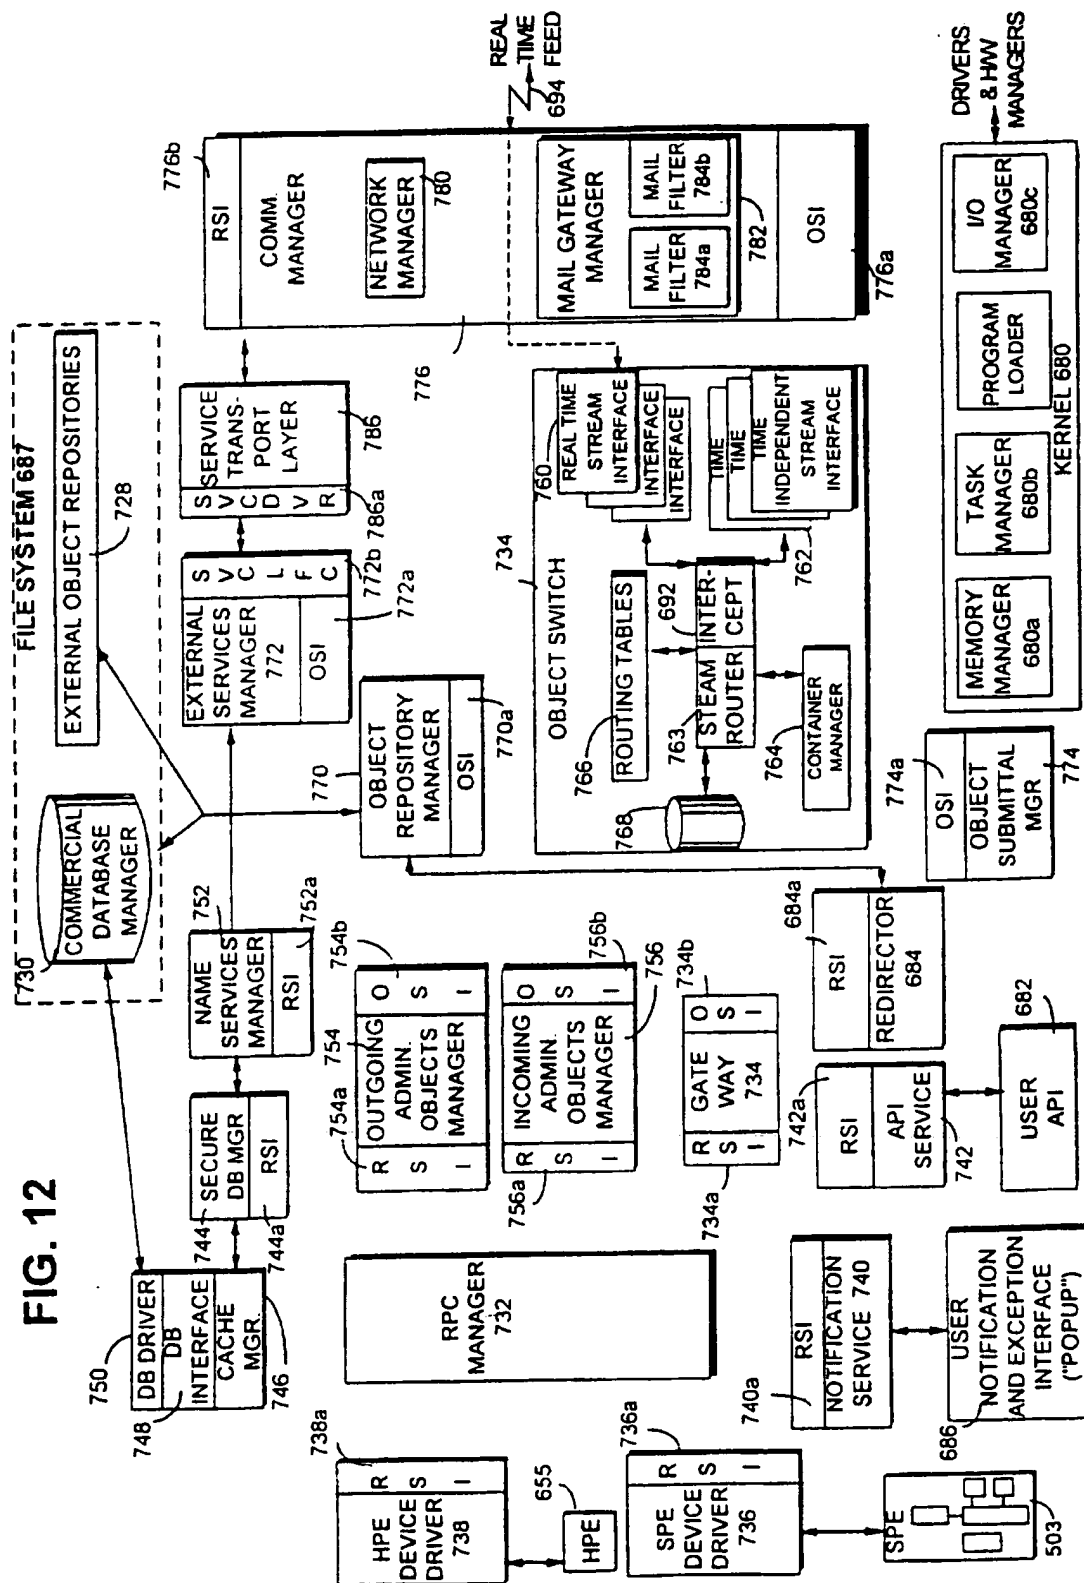 FIG. 12
FILE SYSTEM 687
730
COMMERCIAL
DATABASE
MANAGER
EXTERNAL OBJECT REPOSITORIES
728
750
DB DRIVER
DB
INTERFACE
CACHE
MGR.
748
746
744
SECURE
DB MGR
RSI
744a
NAME
SERVICES
MANAGER
RSI
752
752a
EXTERNAL
SERVICES
MANAGER
772
OSI
S
V
C
L
F
C
772b
772a
S
V
C
D
V
R
SERVICE
TRANS-
PORT
LAYER
786
786a
776b
RSI
COMM.
MANAGER
NETWORK
MANAGER
780
776
MAIL GATEWAY
MANAGER
MAIL
FILTER
784a
MAIL
FILTER
784b
782
OSI
776a
REAL
TIME
FEED
694
738a
HPE
DEVICE
DRIVER
738
R
S
I
655
HPE
736a
SPE
DEVICE
DRIVER
736
R
S
I
SPE
503
RPC
MANAGER
732
754a
754
754b
R
S
I
OUTGOING
ADMIN.
OBJECTS
MANAGER
O
S
I
756a
R
S
I
INCOMING
ADMIN.
OBJECTS
MANAGER
O
S
I
756b
756
734a
R
S
I
GATE
WAY
734
O
S
I
734b
770
OBJECT
REPOSITORY
MANAGER
OSI
770a
734
OBJECT SWITCH
768
766
ROUTING TABLES
763
STEAM
ROUTER
692
INTER-
CEPT
764
CONTAINER
MANAGER
760
REAL TIME
STREAM
INTERFACE
INTERFACE
INTERFACE
762
TIME
TIME
TIME
INDEPENDENT
STREAM
INTERFACE
740a
RSI
NOTIFICATION
SERVICE 740
USER
NOTIFICATION
AND EXCEPTION
INTERFACE
("POPUP")
686
742a
RSI
API
SERVICE
742
USER
API
682
684a
RSI
REDIRECTOR
684
774a
OSI
OBJECT
SUBMITTAL
MGR
774
MEMORY
MANAGER
680a
TASK
MANAGER
680b
PROGRAM
LOADER
I/O
MANAGER
680c
KERNEL 680
DRIVERS
& HW
MANAGERS